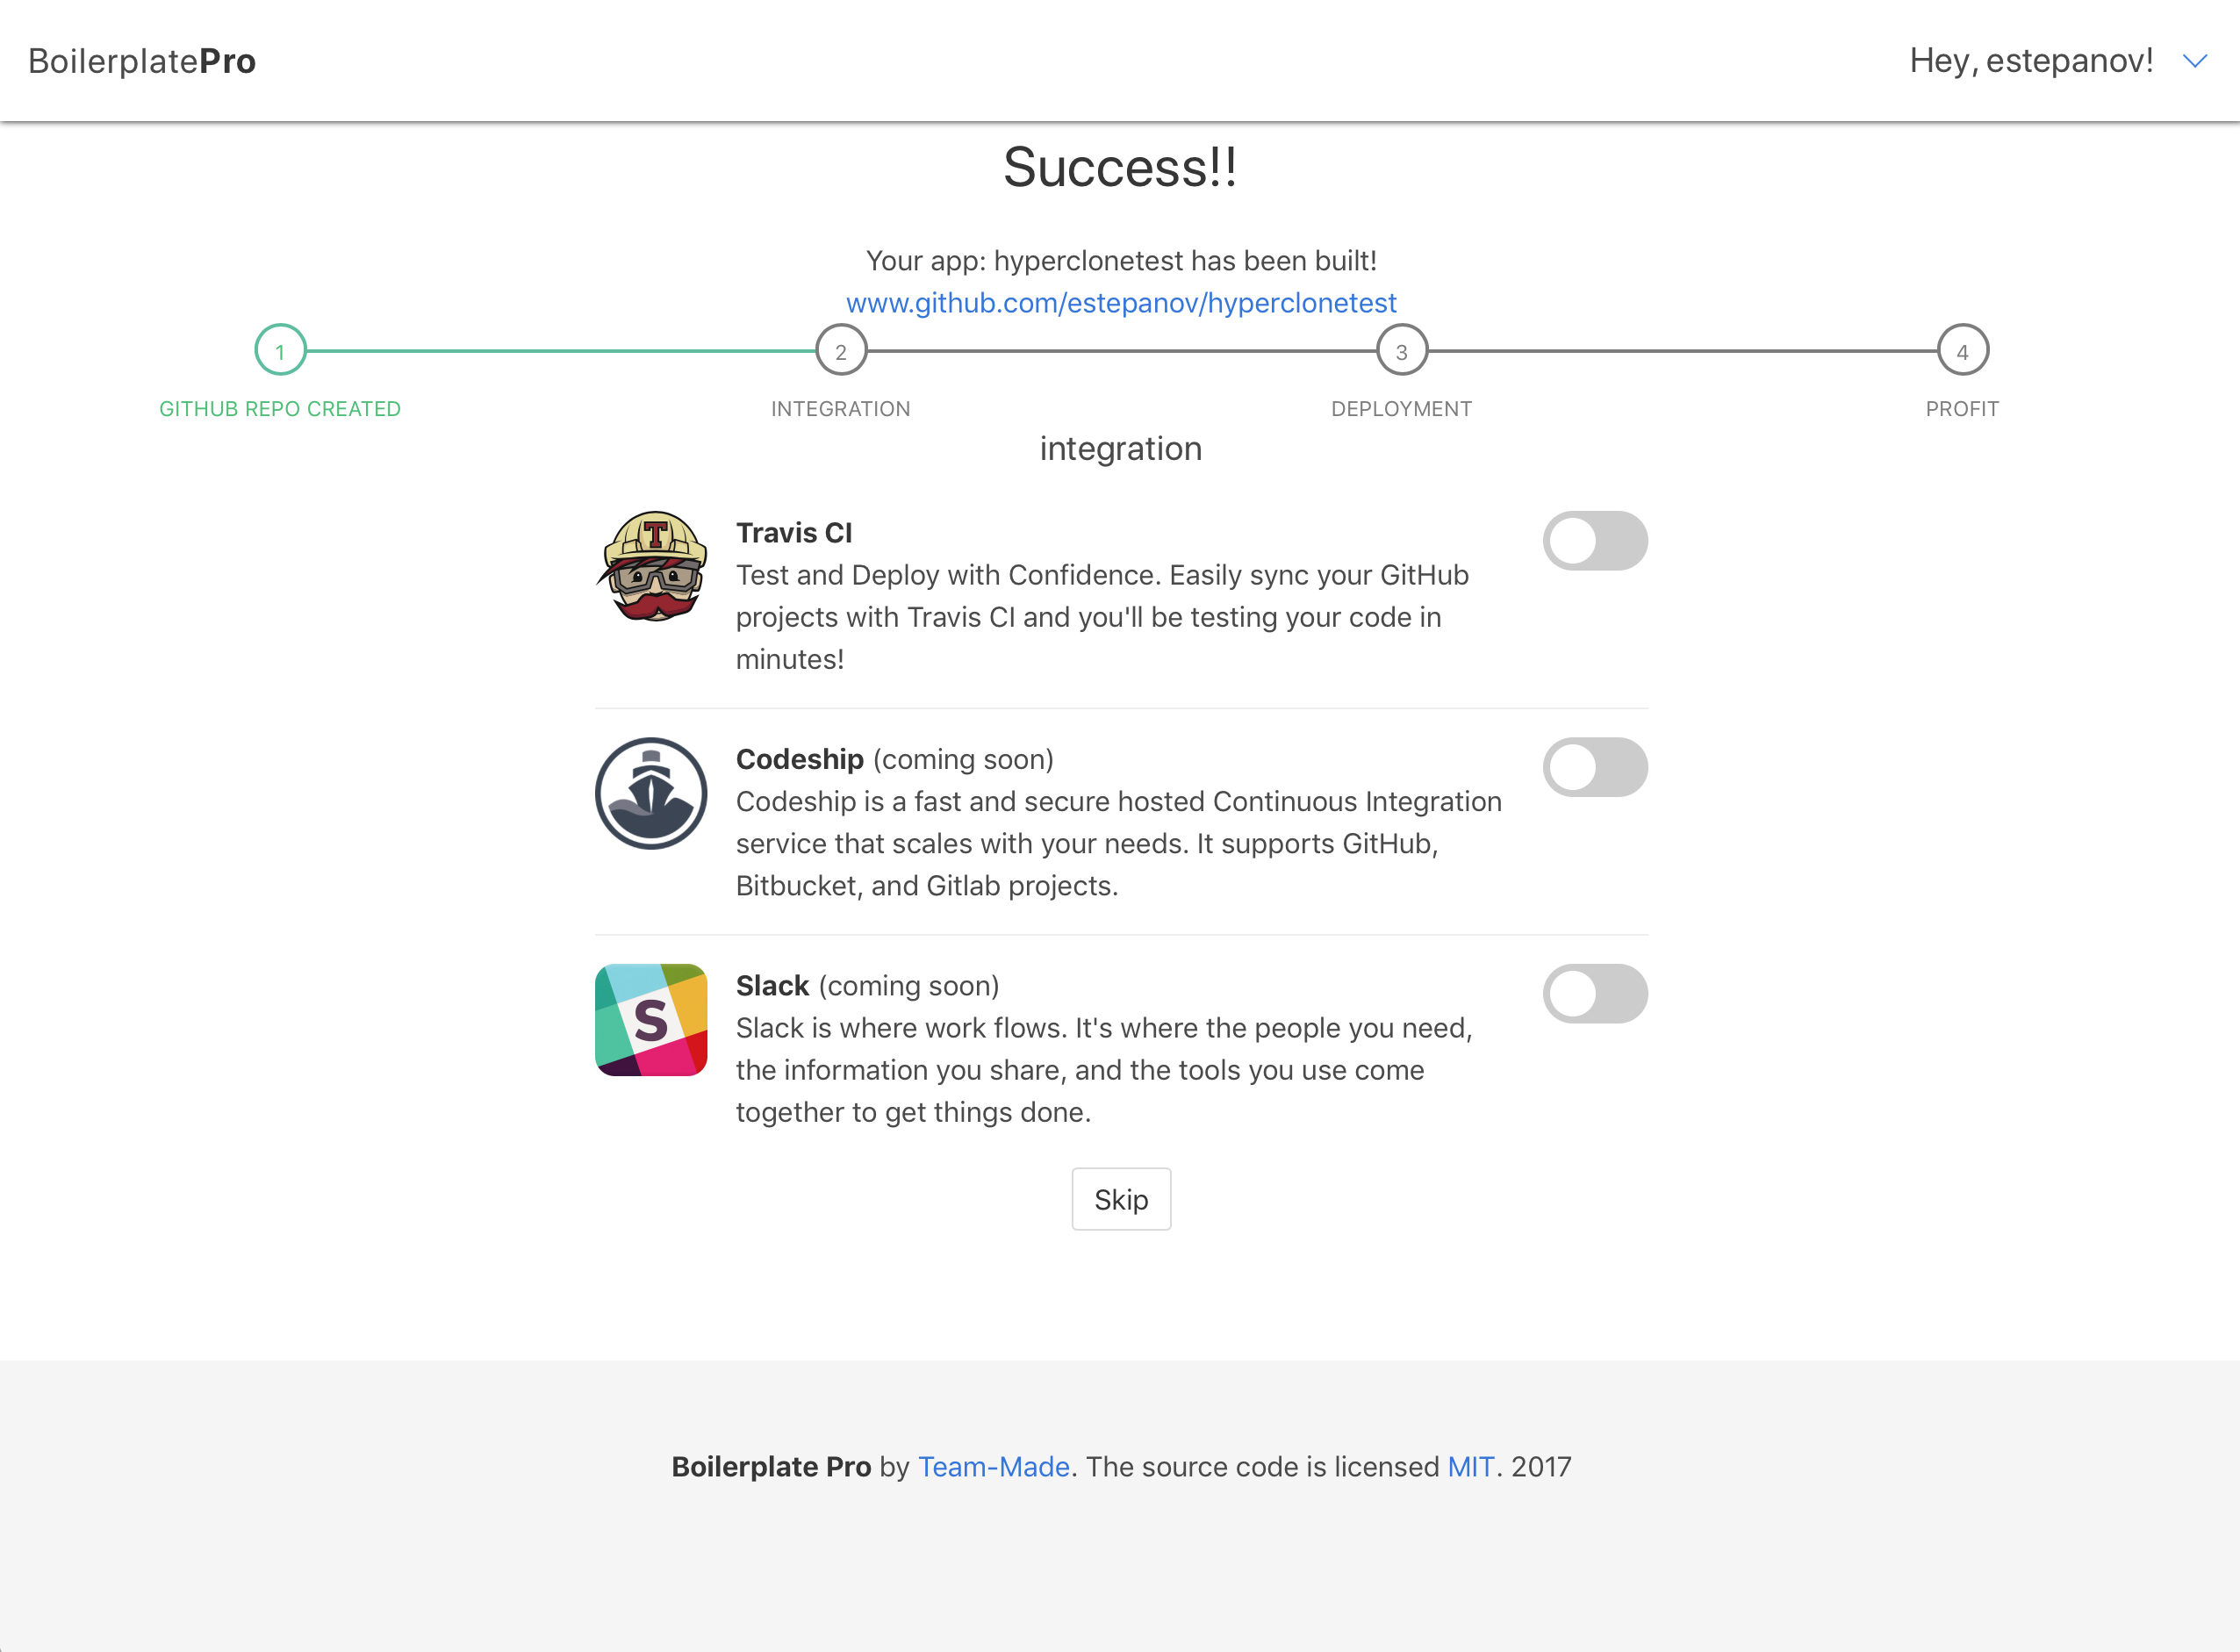 BoilerplatePro
Hey, estepanov!
Success!!
Your app: hyperclonetest has been built!
www.github.com/estepanov/hyperclonetest
1
2
3
4
GITHUB REPO CREATED
INTEGRATION
DEPLOYMENT
PROFIT
integration
T
Travis CI
Test and Deploy with Confidence. Easily sync your GitHub
projects with Travis CI and you'll be testing your code in
minutes!
Codeship (coming soon)
Codeship is a fast and secure hosted Continuous Integration
service that scales with your needs. It supports GitHub,
Bitbucket, and Gitlab projects.
S
Slack (coming soon)
Slack is where work flows. It's where the people you need,
the information you share, and the tools you use come
together to get things done.
Skip
Boilerplate Pro by Team-Made. The source code is licensed MIT. 2017